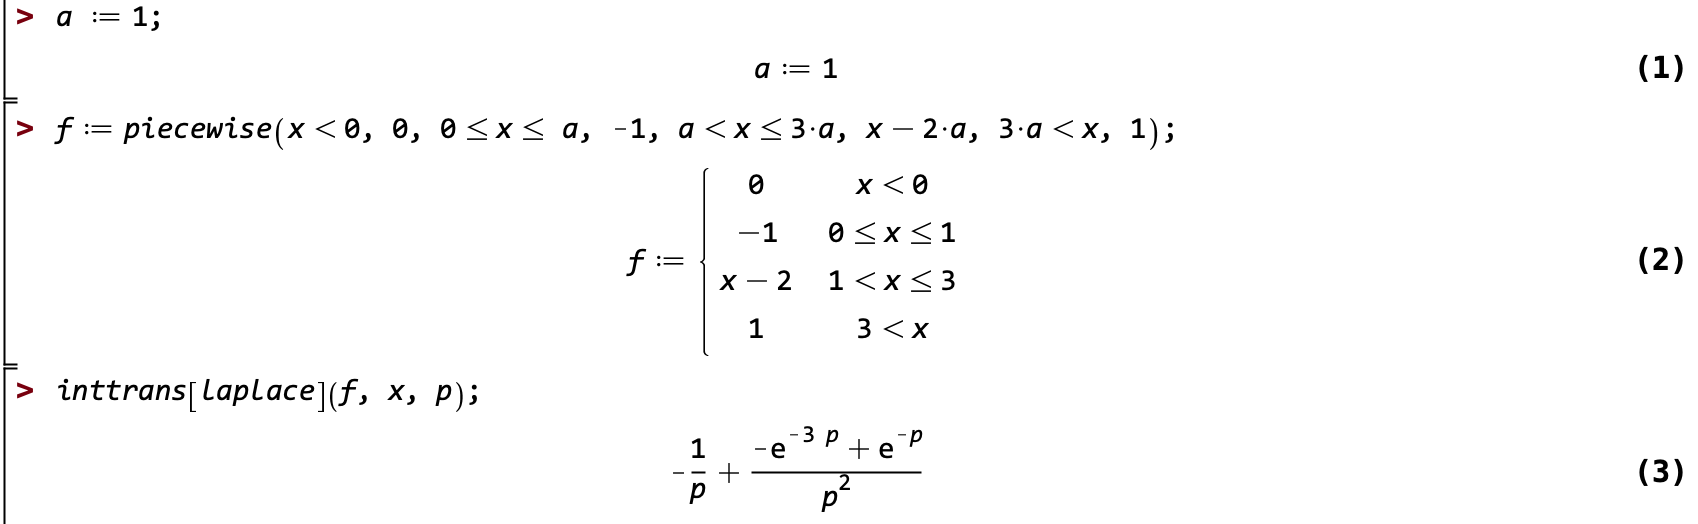 > a := 1;
a := 1 (1)
> f := piecewise(x < 0, 0, 0 ≤ x ≤ a, -1, a < x ≤ 3·a, x − 2·a, 3·a < x, 1);
f := { 0 x < 0
−1 0 ≤ x ≤ 1
x − 2 1 < x ≤ 3
1 3 < x (2)
> inttrans[laplace](f, x, p);
-1/p + (-e^(-3 p) + e^(-p))/p^2 (3)